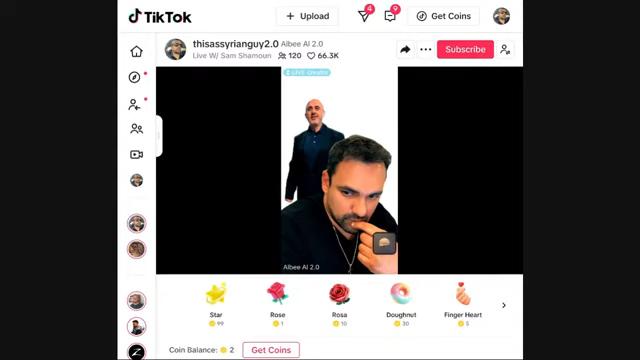 TikTok
+ Upload
4
9
Get Coins
thisassyrianguy2.0 Albee Al 2.0
Live W/ Sam Shamoun
120
66.3K
Subscribe
LIVE creator
Albee Al 2.0
Star
99
Rose
1
Rosa
10
Doughnut
30
Finger Heart
5
Coin Balance: 2
Get Coins